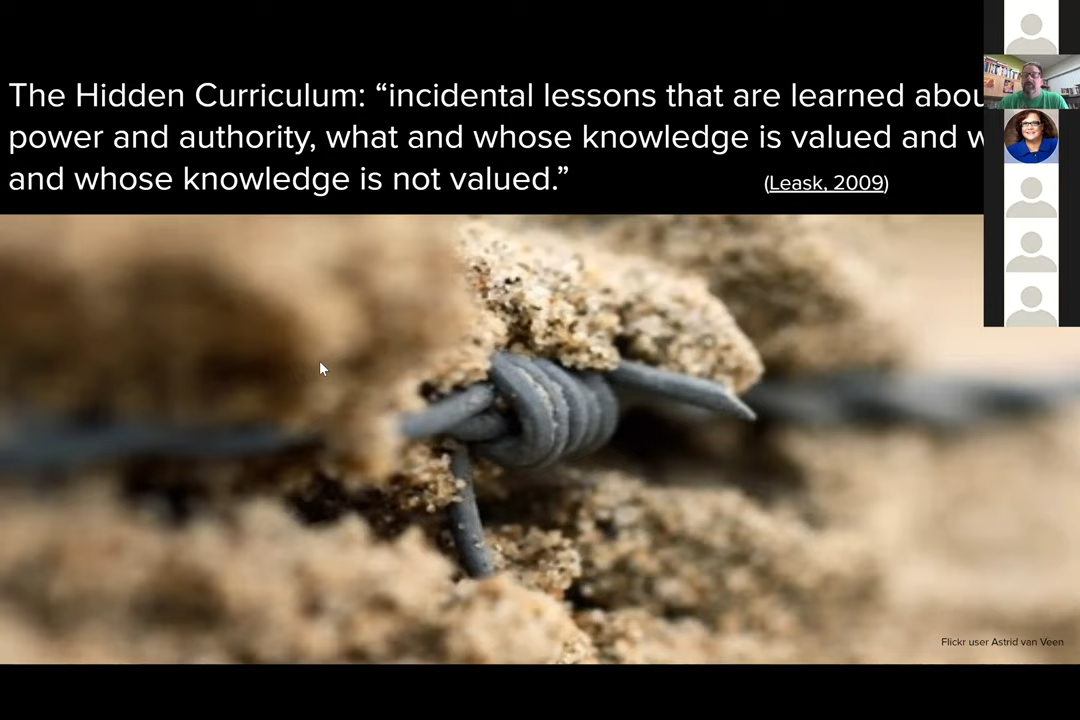 The Hidden Curriculum: “incidental lessons that are learned abou
power and authority, what and whose knowledge is valued and w
and whose knowledge is not valued.”
(Leask, 2009)
Flickr user Astrid van Veen